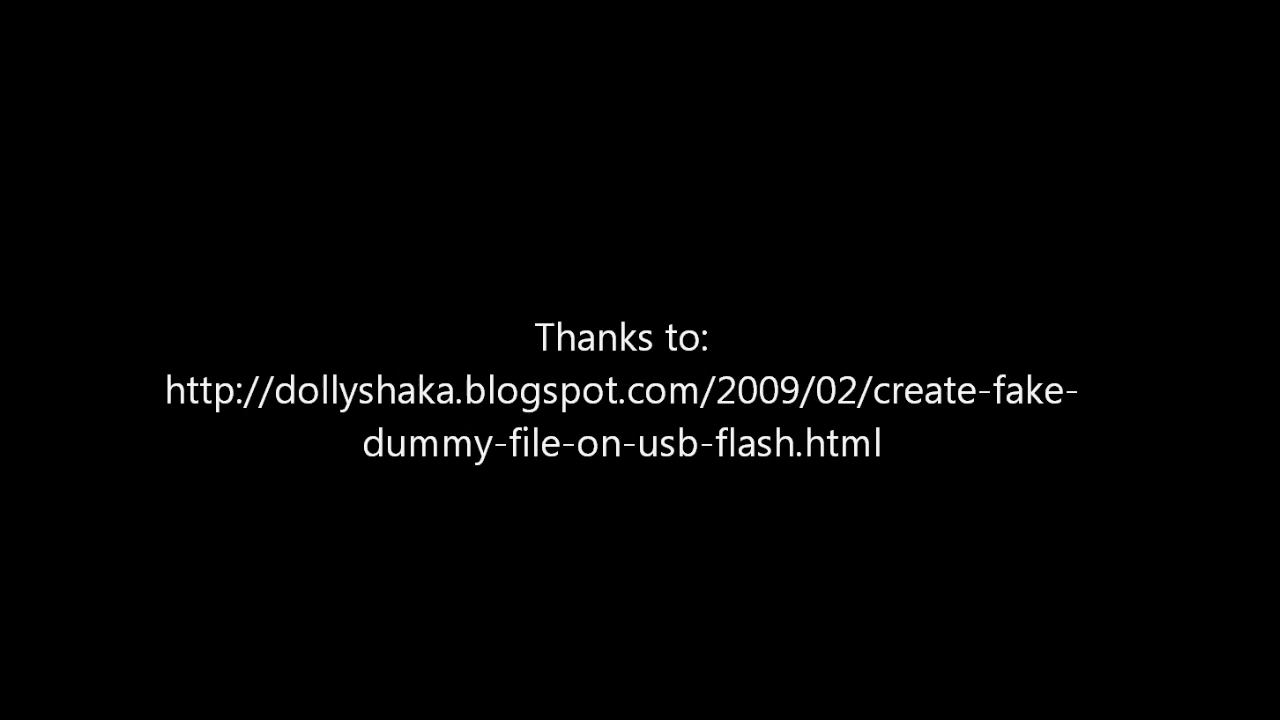 Thanks to:
http://dollyshaka.blogspot.com/2009/02/create-fake-
dummy-file-on-usb-flash.html